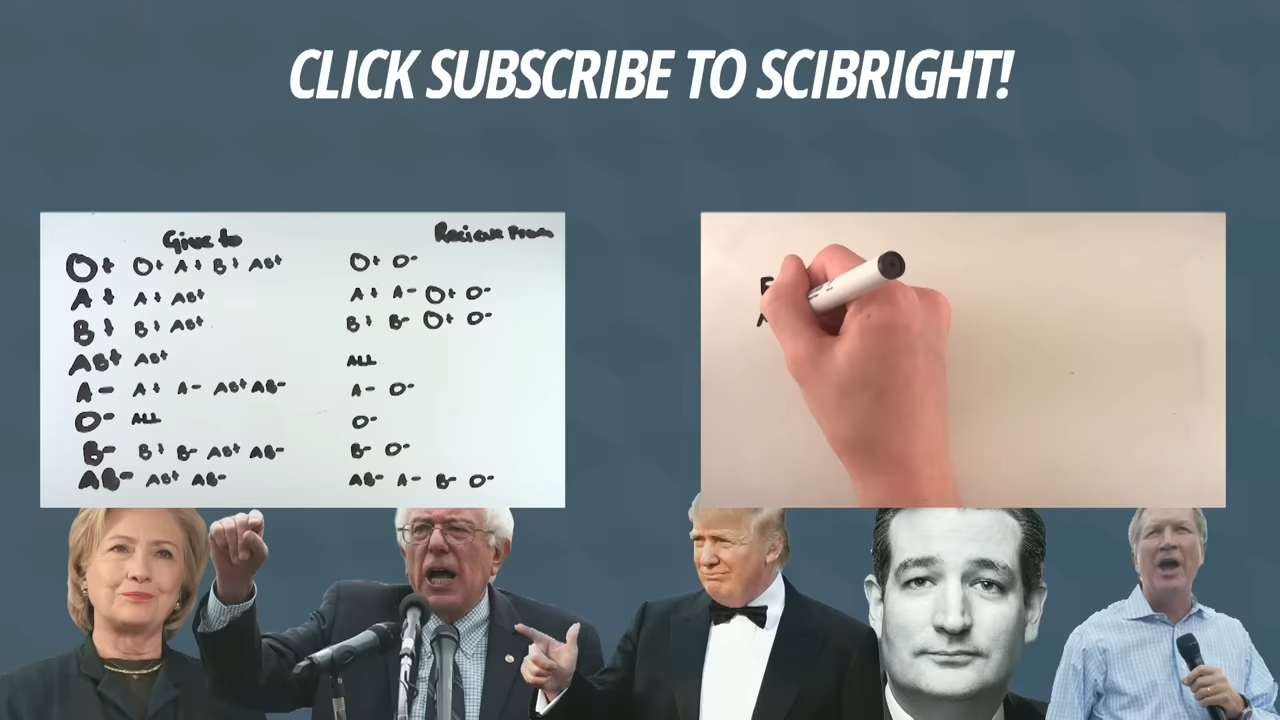 CLICK SUBSCRIBE TO SCIBRIGHT!
Give to Recieve From
O+ O+ A+ B+ AB+ O+ O-
A+ A+ AB+ A+ A- O+ O-
B+ B+ AB+ B+ B- O+ O-
AB+ AB+ ALL
A- A+ A- AB+ AB- A- O-
O- ALL O-
B- B+ B- AB+ AB- B- O-
AB- AB+ AB- AB- A- B- O-